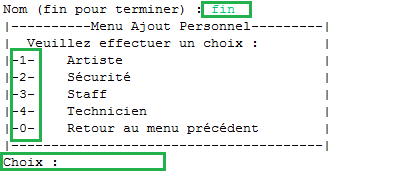 Nom (fin pour terminer) : fin
|----------Menu Ajout Personnel---------|
|  Veuillez effectuer un choix :        |
|-1-    Artiste                         |
|-2-    Sécurité                        |
|-3-    Staff                           |
|-4-    Technicien                      |
|-0-    Retour au menu précédent        |
|---------------------------------------|
Choix :